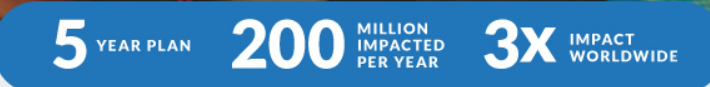 5 YEAR PLAN
200 MILLION
IMPACTED
PER YEAR
3X IMPACT
WORLDWIDE